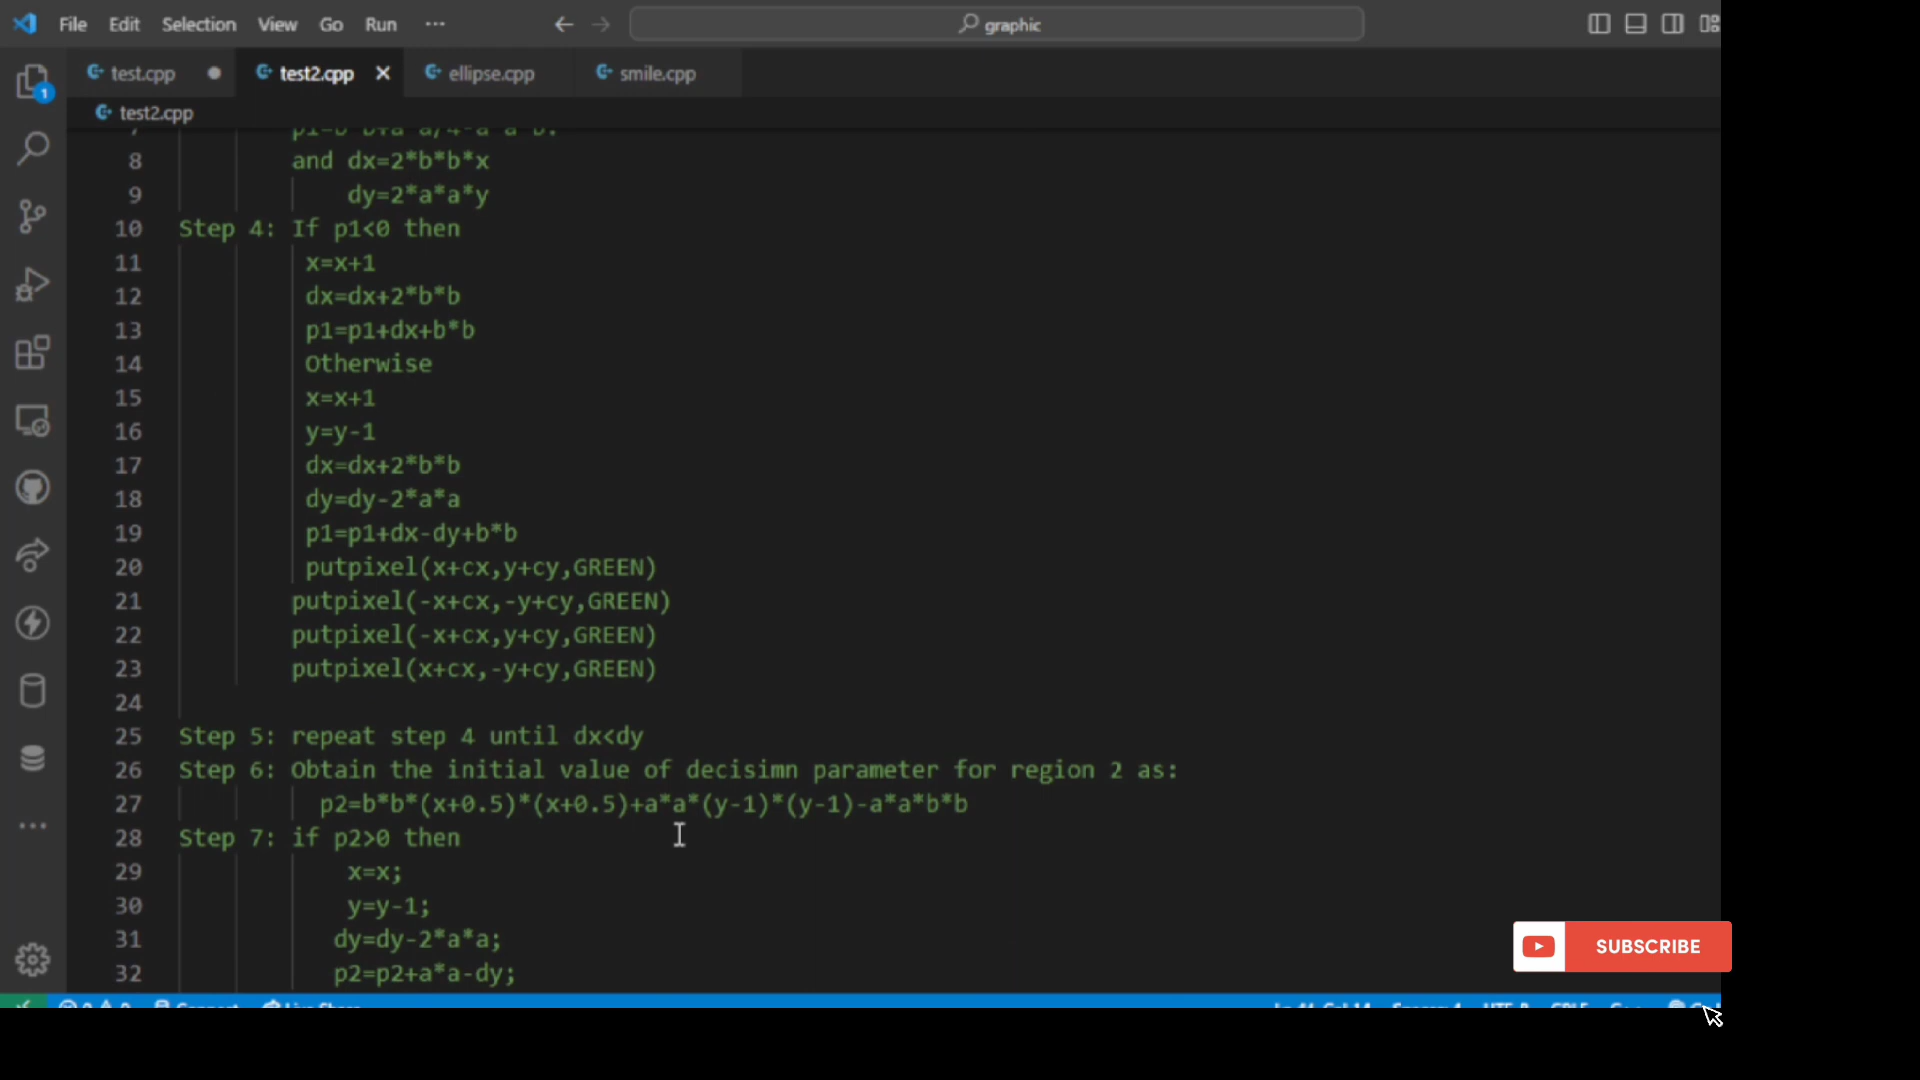 File Edit Selection View Go Run ··· graphic
test.cpp test2.cpp ellipse.cpp smile.cpp
1
test2.cpp
8 and dx=2*b*b*x
9 dy=2*a*a*y
10 Step 4: If p1<0 then
11 x=x+1
12 dx=dx+2*b*b
13 p1=p1+dx+b*b
14 Otherwise
15 x=x+1
16 y=y-1
17 dx=dx+2*b*b
18 dy=dy-2*a*a
19 p1=p1+dx-dy+b*b
20 putpixel(x+cx,y+cy,GREEN)
21 putpixel(-x+cx,-y+cy,GREEN)
22 putpixel(-x+cx,y+cy,GREEN)
23 putpixel(x+cx,-y+cy,GREEN)
24
25 Step 5: repeat step 4 until dx<dy
26 Step 6: Obtain the initial value of decisimn parameter for region 2 as:
27 p2=b*b*(x+0.5)*(x+0.5)+a*a*(y-1)*(y-1)-a*a*b*b
28 Step 7: if p2>0 then
29 x=x;
30 y=y-1;
31 dy=dy-2*a*a;
32 p2=p2+a*a-dy;
SUBSCRIBE